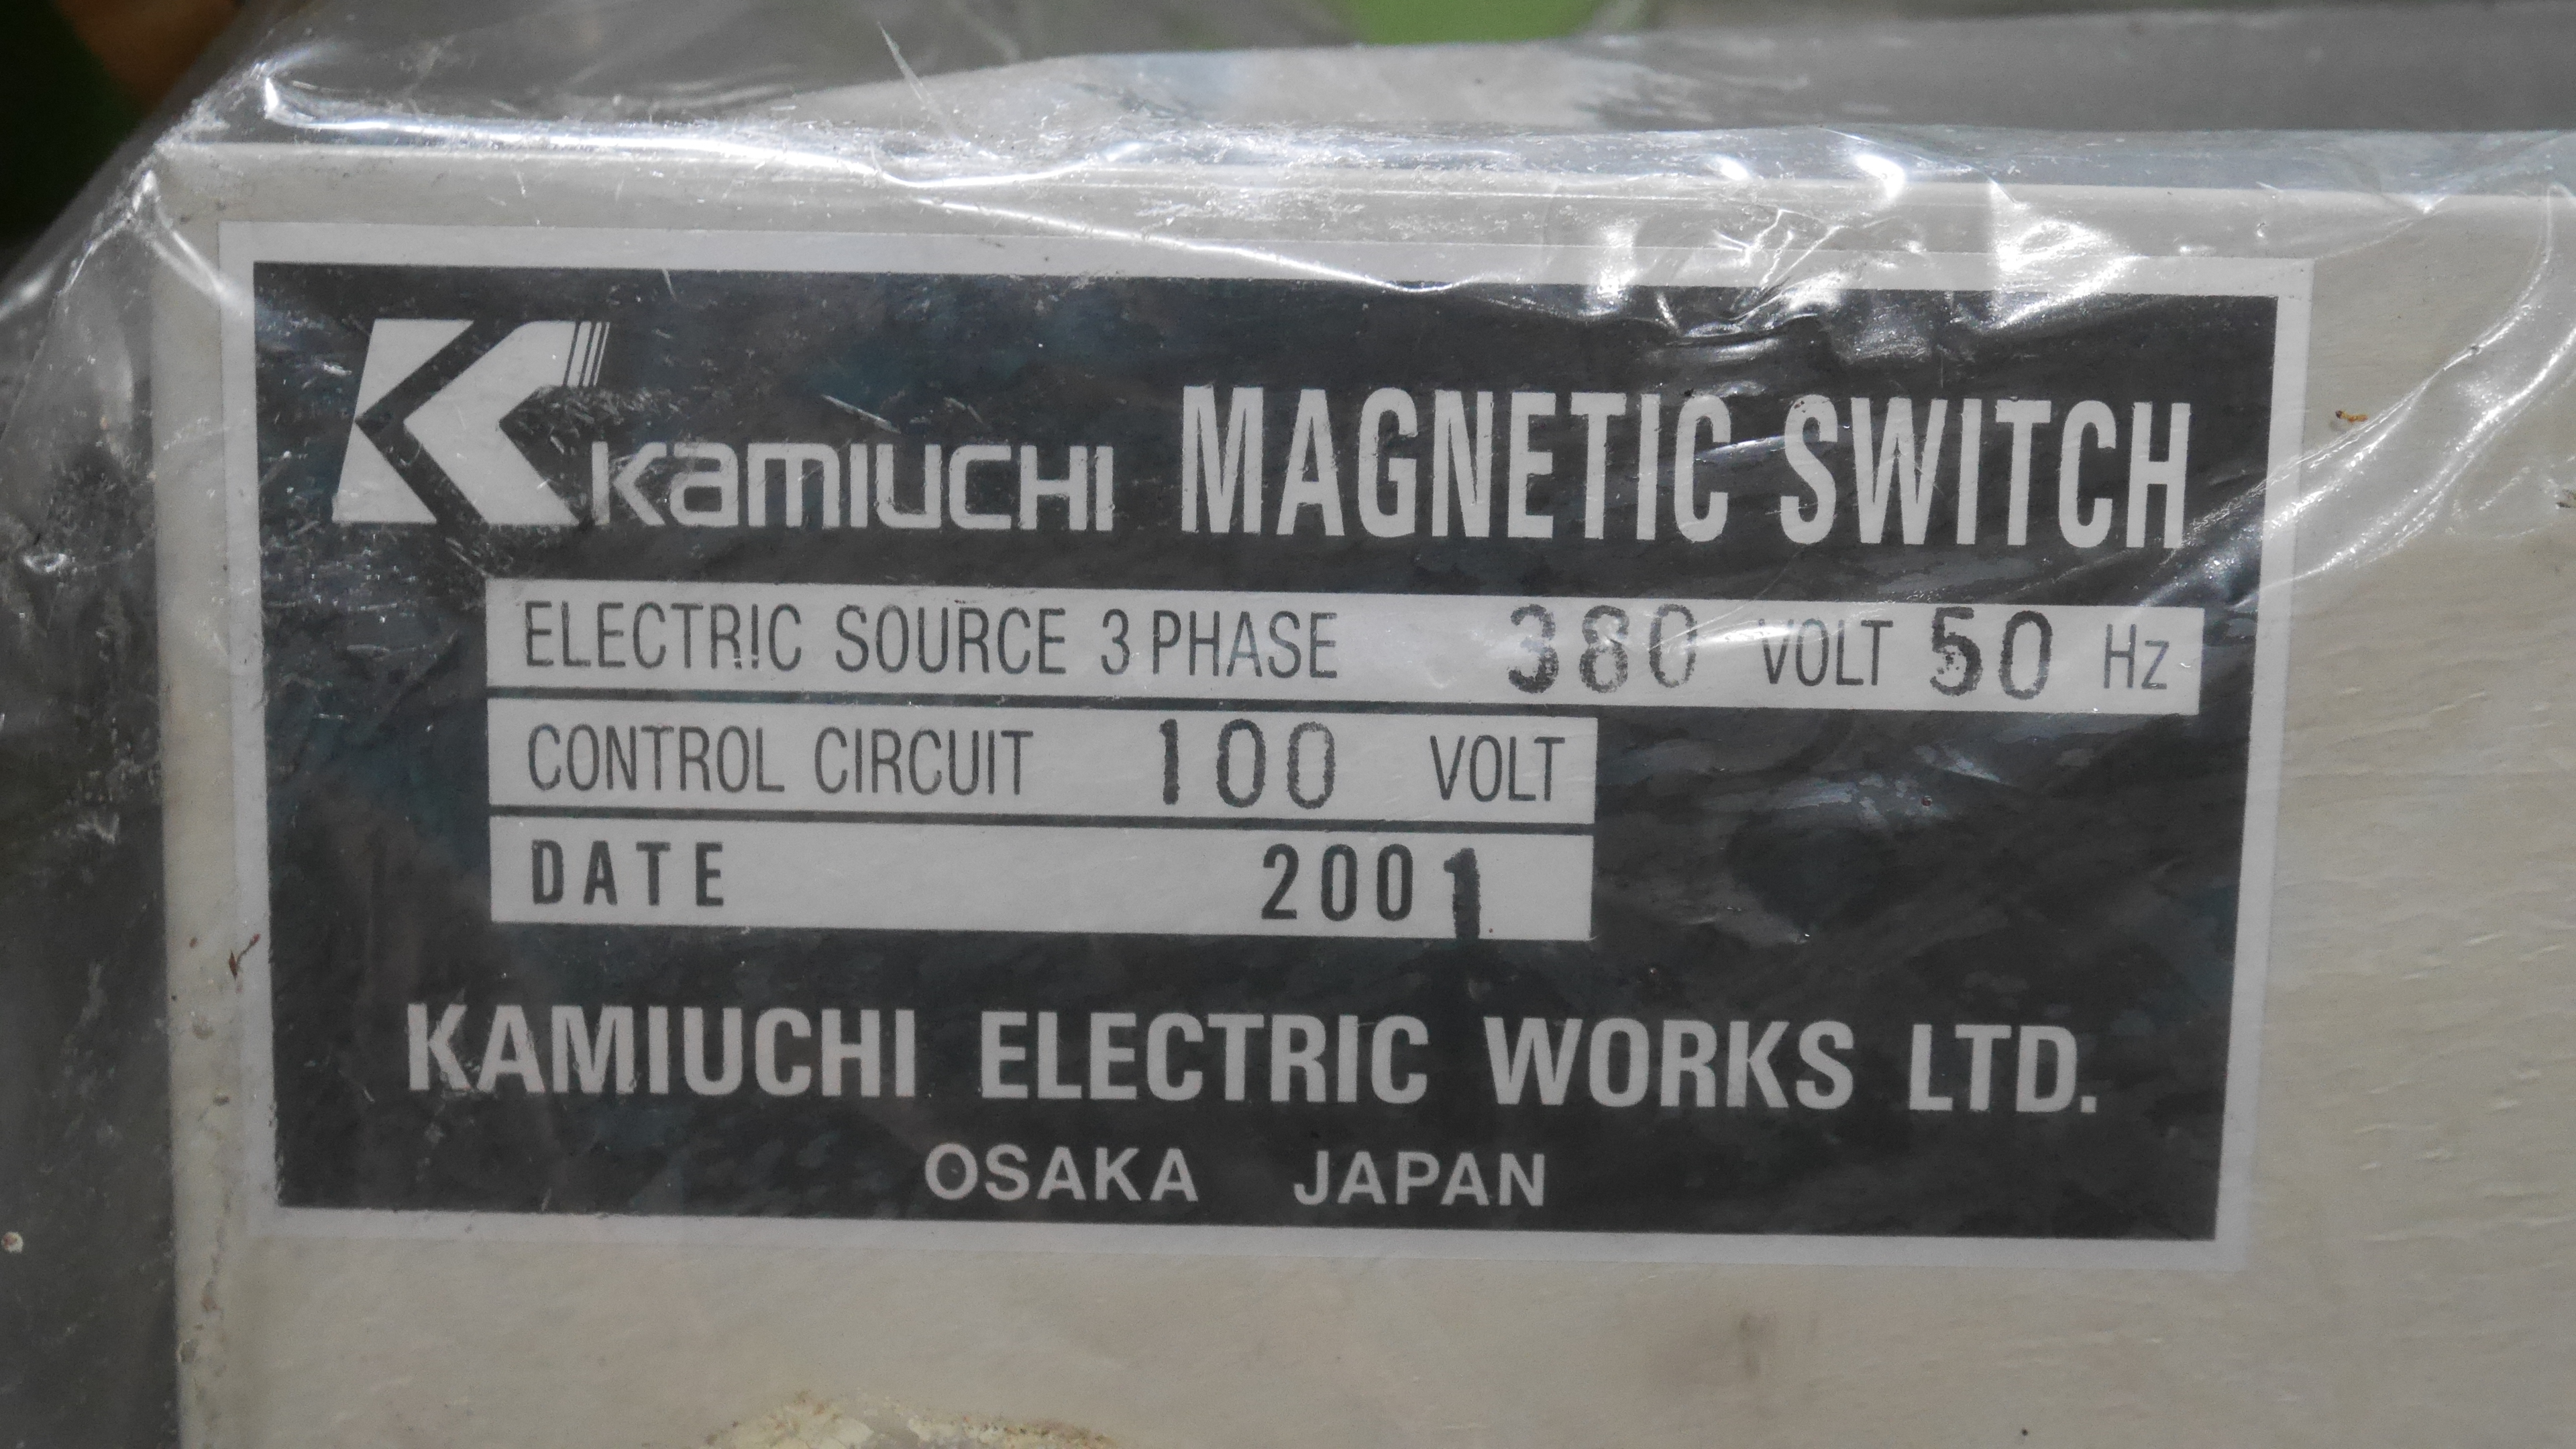 Kamiuchi MAGNETIC SWITCH
ELECTRIC SOURCE 3 PHASE 380 VOLT 50 Hz
CONTROL CIRCUIT 100 VOLT
DATE 2001
KAMIUCHI ELECTRIC WORKS LTD.
OSAKA JAPAN